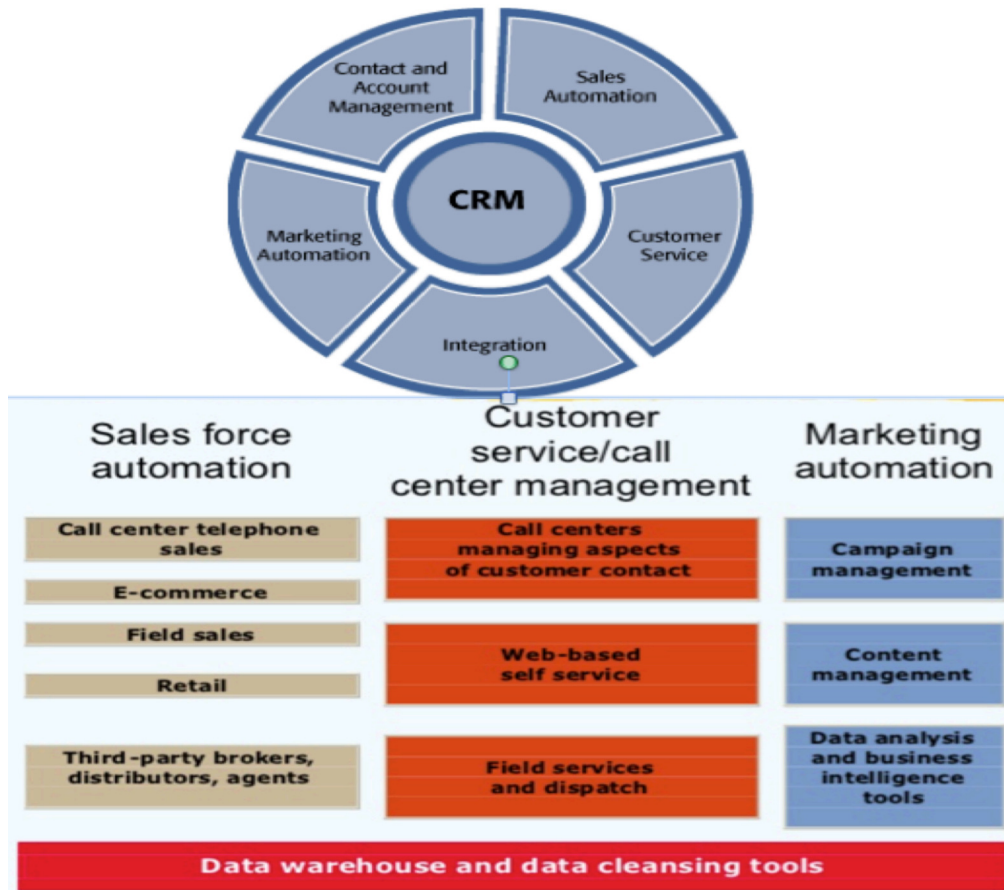 Contact and
Account
Management
Sales
Automation
CRM
Marketing
Automation
Customer
Service
Integration
Sales force
automation
Call center telephone
sales
E-commerce
Field sales
Retail
Third-party brokers,
distributors, agents
Customer
service/call
center management
Call centers
managing aspects
of customer contact
Web-based
self service
Field services
and dispatch
Marketing
automation
Campaign
management
Content
management
Data analysis
and business
intelligence
tools
Data warehouse and data cleansing tools